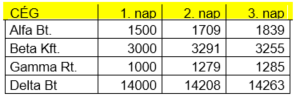 CÉG 1. nap 2. nap 3. nap
Alfa Bt. 1500 1709 1839
Beta Kft. 3000 3291 3255
Gamma Rt. 1000 1279 1285
Delta Bt 14000 14208 14263